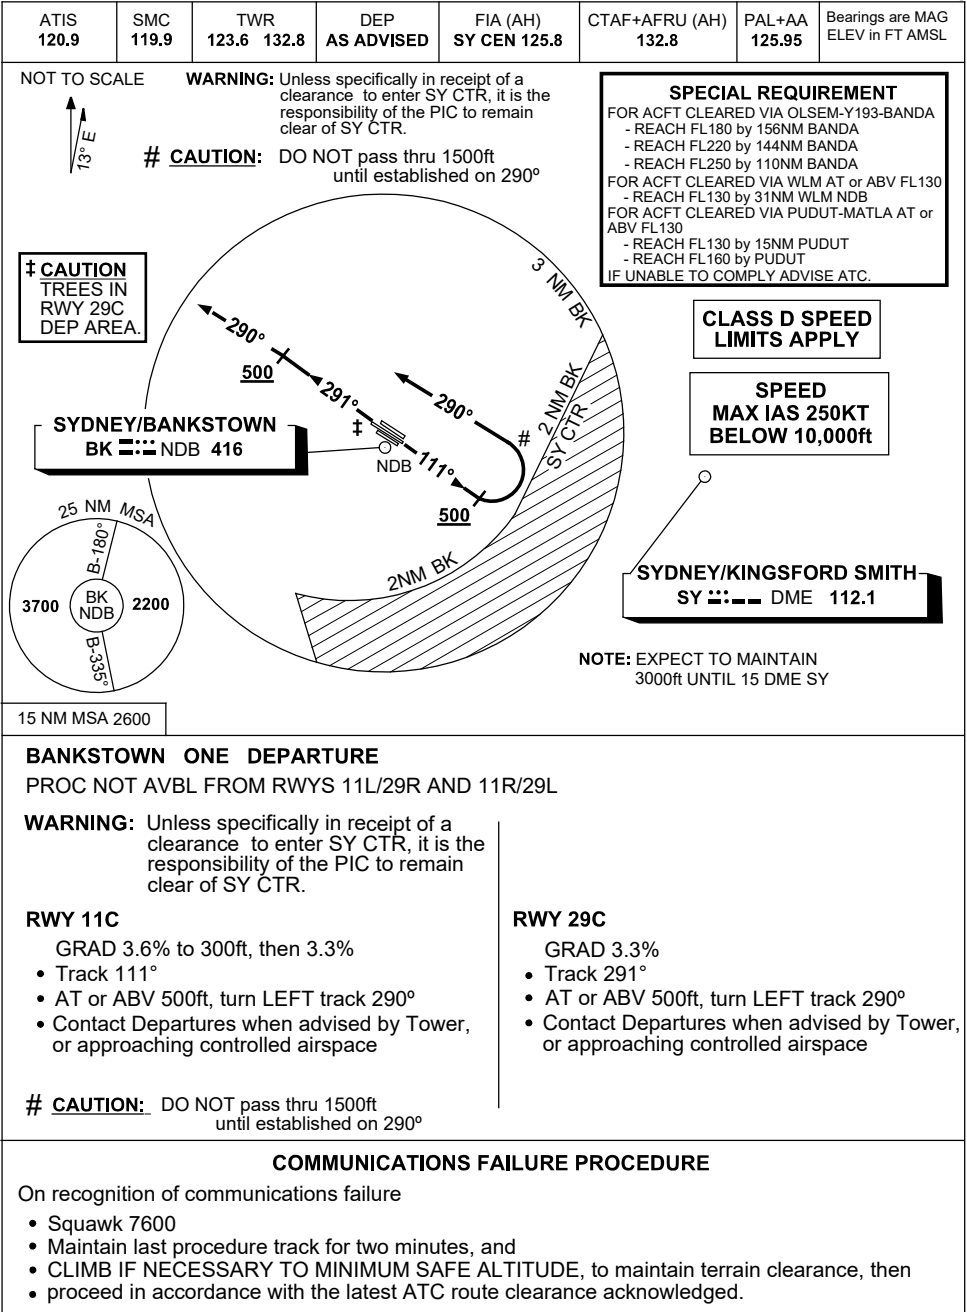 ATIS
120.9
SMC
119.9
TWR
123.6 132.8
DEP
AS ADVISED
FIA (AH)
SY CEN 125.8
CTAF+AFRU (AH)
132.8
PAL+AA
125.95
Bearings are MAG
ELEV in FT AMSL
NOT TO SCALE
13° E
WARNING: Unless specifically in receipt of a
clearance to enter SY CTR, it is the
responsibility of the PIC to remain
clear of SY CTR.
# CAUTION: DO NOT pass thru 1500ft
until established on 290º
SPECIAL REQUIREMENT
FOR ACFT CLEARED VIA OLSEM-Y193-BANDA
- REACH FL180 by 156NM BANDA
- REACH FL220 by 144NM BANDA
- REACH FL250 by 110NM BANDA
FOR ACFT CLEARED VIA WLM AT or ABV FL130
- REACH FL130 by 31NM WLM NDB
FOR ACFT CLEARED VIA PUDUT-MATLA AT or
ABV FL130
- REACH FL130 by 15NM PUDUT
- REACH FL160 by PUDUT
IF UNABLE TO COMPLY ADVISE ATC.
‡ CAUTION
TREES IN
RWY 29C
DEP AREA.
3 NM BK
290°
500
291°
290°
2 NM BK
SY CTR
#
‡
NDB
111°
500
2NM BK
CLASS D SPEED
LIMITS APPLY
SPEED
MAX IAS 250KT
BELOW 10,000ft
SYDNEY/BANKSTOWN
BK NDB 416
25 NM MSA
B-180°
3700
BK
NDB
2200
B-335°
SYDNEY/KINGSFORD SMITH
SY DME 112.1
NOTE: EXPECT TO MAINTAIN
3000ft UNTIL 15 DME SY
15 NM MSA 2600
BANKSTOWN ONE DEPARTURE
PROC NOT AVBL FROM RWYS 11L/29R AND 11R/29L
WARNING: Unless specifically in receipt of a
clearance to enter SY CTR, it is the
responsibility of the PIC to remain
clear of SY CTR.
RWY 11C
GRAD 3.6% to 300ft, then 3.3%
• Track 111°
• AT or ABV 500ft, turn LEFT track 290º
• Contact Departures when advised by Tower,
or approaching controlled airspace
# CAUTION: DO NOT pass thru 1500ft
until established on 290º
RWY 29C
GRAD 3.3%
• Track 291°
• AT or ABV 500ft, turn LEFT track 290º
• Contact Departures when advised by Tower,
or approaching controlled airspace
COMMUNICATIONS FAILURE PROCEDURE
On recognition of communications failure
• Squawk 7600
• Maintain last procedure track for two minutes, and
• CLIMB IF NECESSARY TO MINIMUM SAFE ALTITUDE, to maintain terrain clearance, then
• proceed in accordance with the latest ATC route clearance acknowledged.